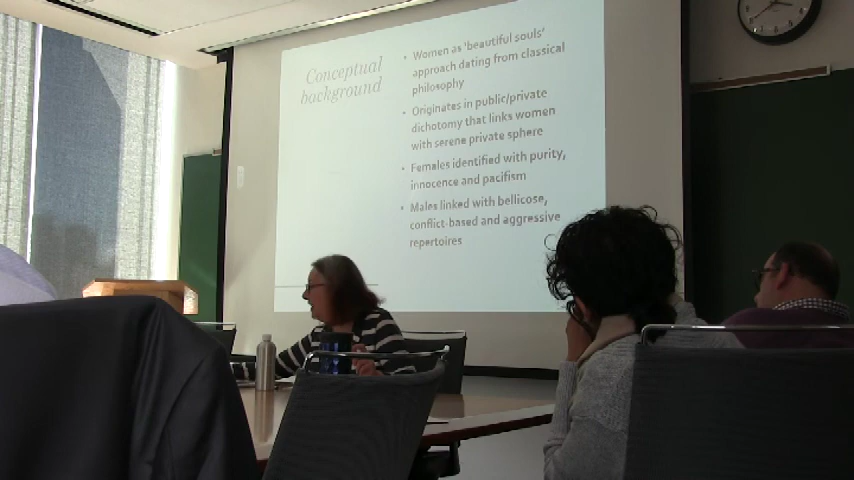 Conceptual
background
• Women as 'beautiful souls'
approach dating from classical
philosophy
• Originates in public/private
dichotomy that links women
with serene private sphere
• Females identified with purity,
innocence and pacifism
• Males linked with bellicose,
conflict-based and aggressive
repertoires